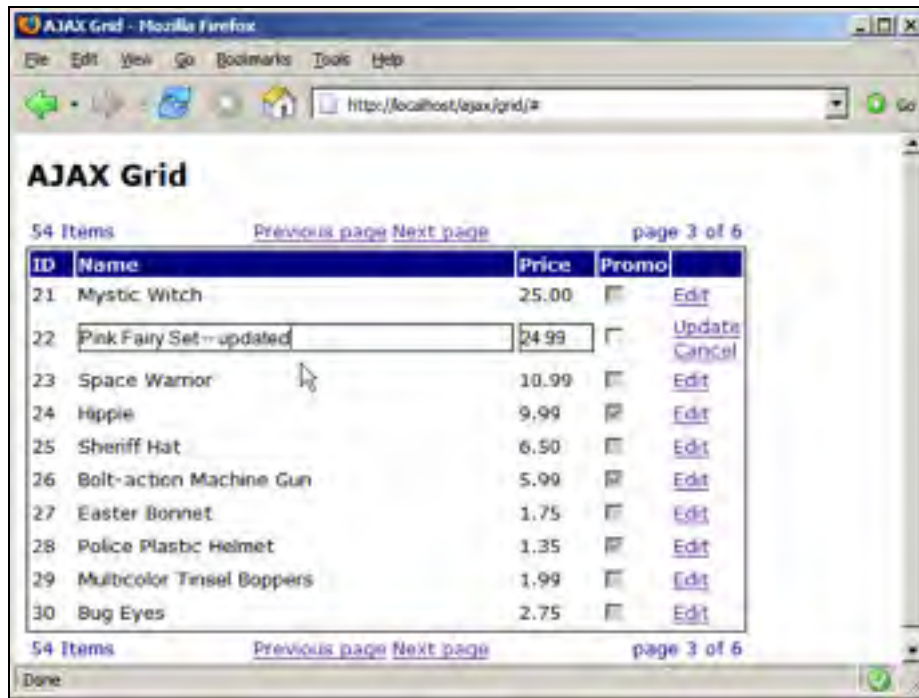 AJAX Grid - Mozilla Firefox
File Edit View Go Bookmarks Tools Help
http://localhost/ajax/grid/# Go
AJAX Grid
54 Items Previous page Next page page 3 of 6
ID Name Price Promo
21 Mystic Witch 25.00 Edit
22 Pink Fairy Set -- updated 24.99 Update
Cancel
23 Space Warrior 10.99 Edit
24 Hippie 9.99 Edit
25 Sheriff Hat 6.50 Edit
26 Bolt-action Machine Gun 5.99 Edit
27 Easter Bonnet 1.75 Edit
28 Police Plastic Helmet 1.35 Edit
29 Multicolor Tinsel Boppers 1.99 Edit
30 Bug Eyes 2.75 Edit
54 Items Previous page Next page page 3 of 6
Done